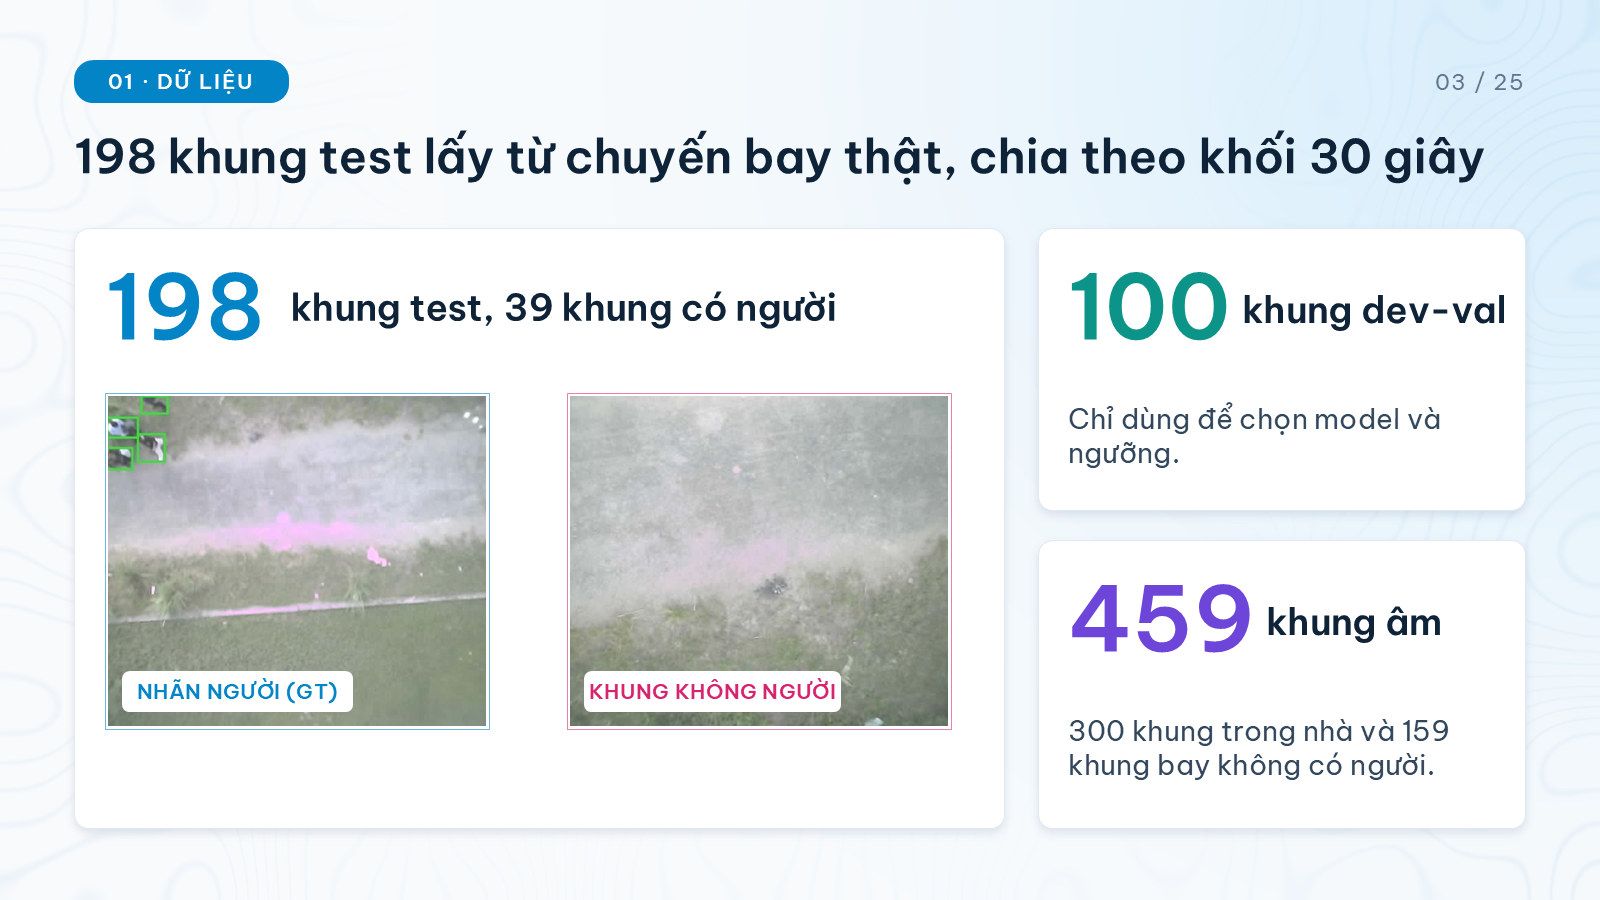 01 · DỮ LIỆU
03 / 25
198 khung test lấy từ chuyến bay thật, chia theo khối 30 giây
198 khung test, 39 khung có người
NHÃN NGƯỜI (GT)
KHUNG KHÔNG NGƯỜI
100 khung dev-val
Chỉ dùng để chọn model và
ngưỡng.
459 khung âm
300 khung trong nhà và 159
khung bay không có người.